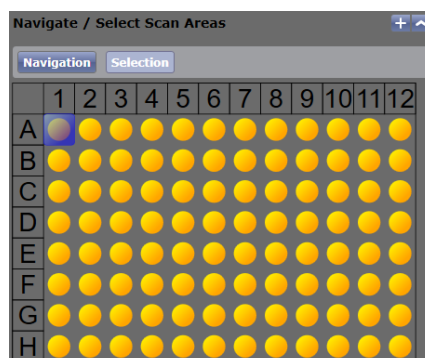 Navigate / Select Scan Areas +
Navigation Selection
1 2 3 4 5 6 7 8 9 10 11 12
A
B
C
D
E
F
G
H